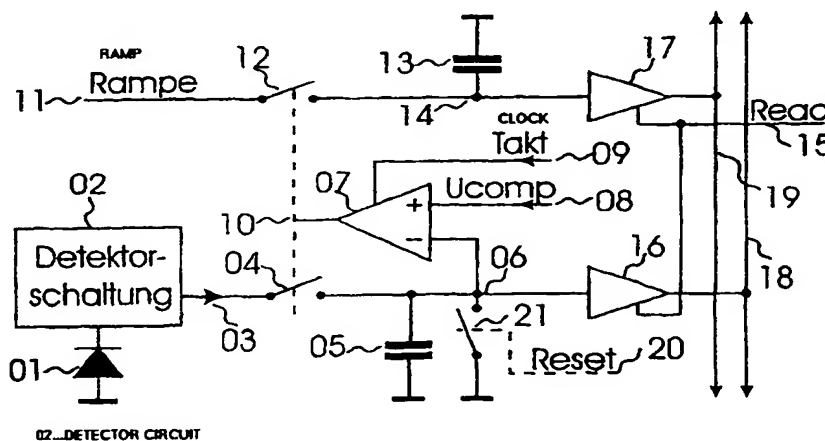 RAMP
Rampe
11
12
13
14
17
CLOCK
Takt
09
Read
15
07
Ucomp
08
19
10
02
Detektor-
schaltung
04
03
06
16
18
05
21
Reset
20
01
02...DETECTOR CIRCUIT